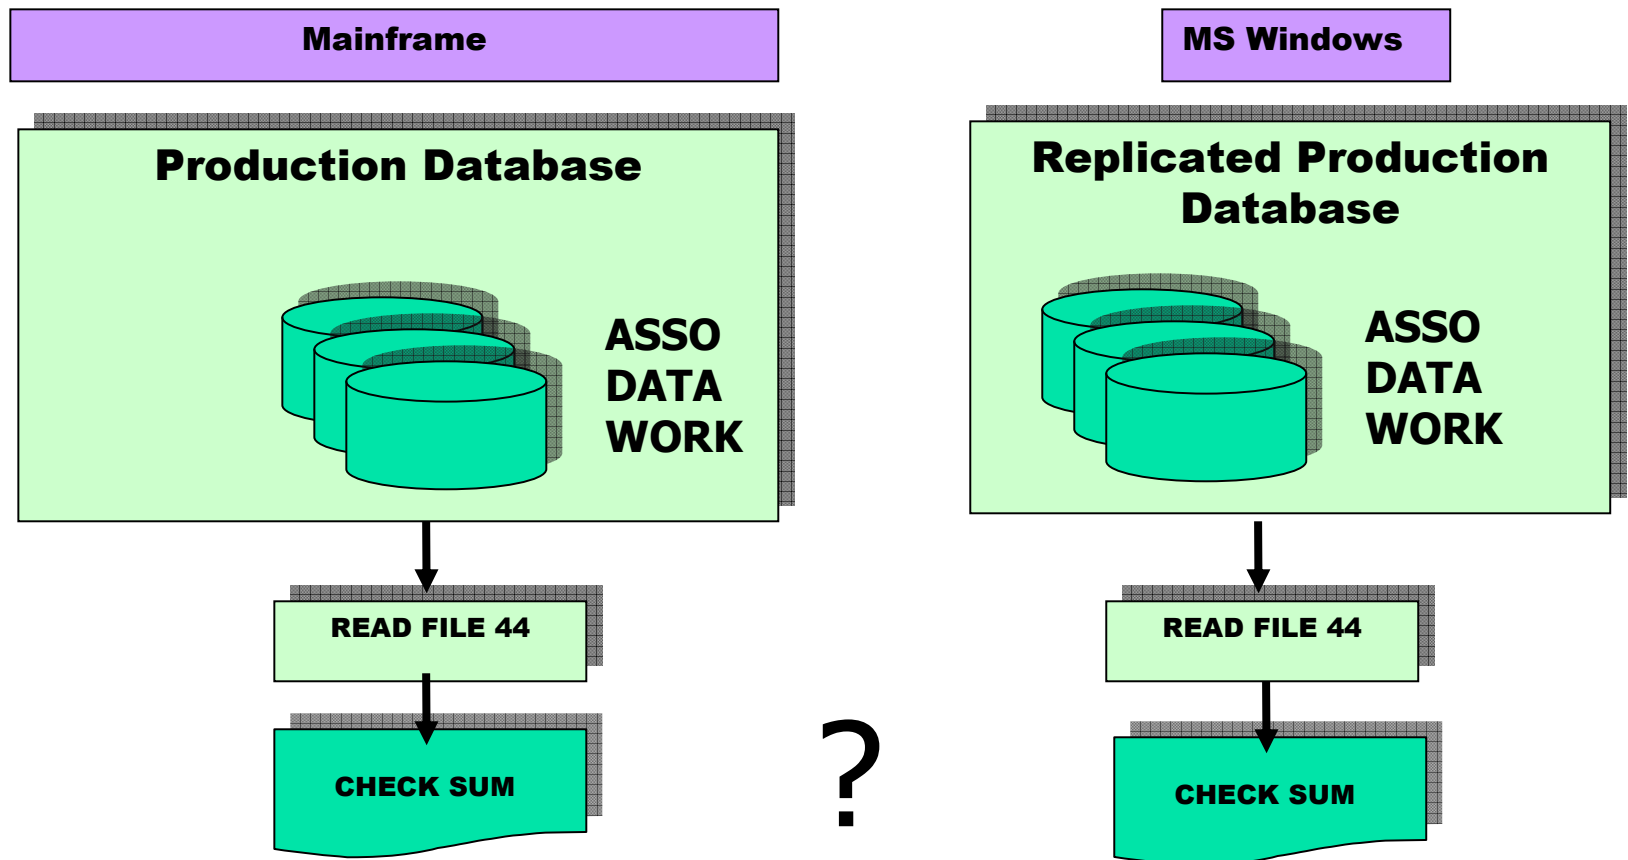 Mainframe
MS Windows
Production Database
ASSO
DATA
WORK
Replicated Production
Database
ASSO
DATA
WORK
READ FILE 44
READ FILE 44
CHECK SUM
?
CHECK SUM